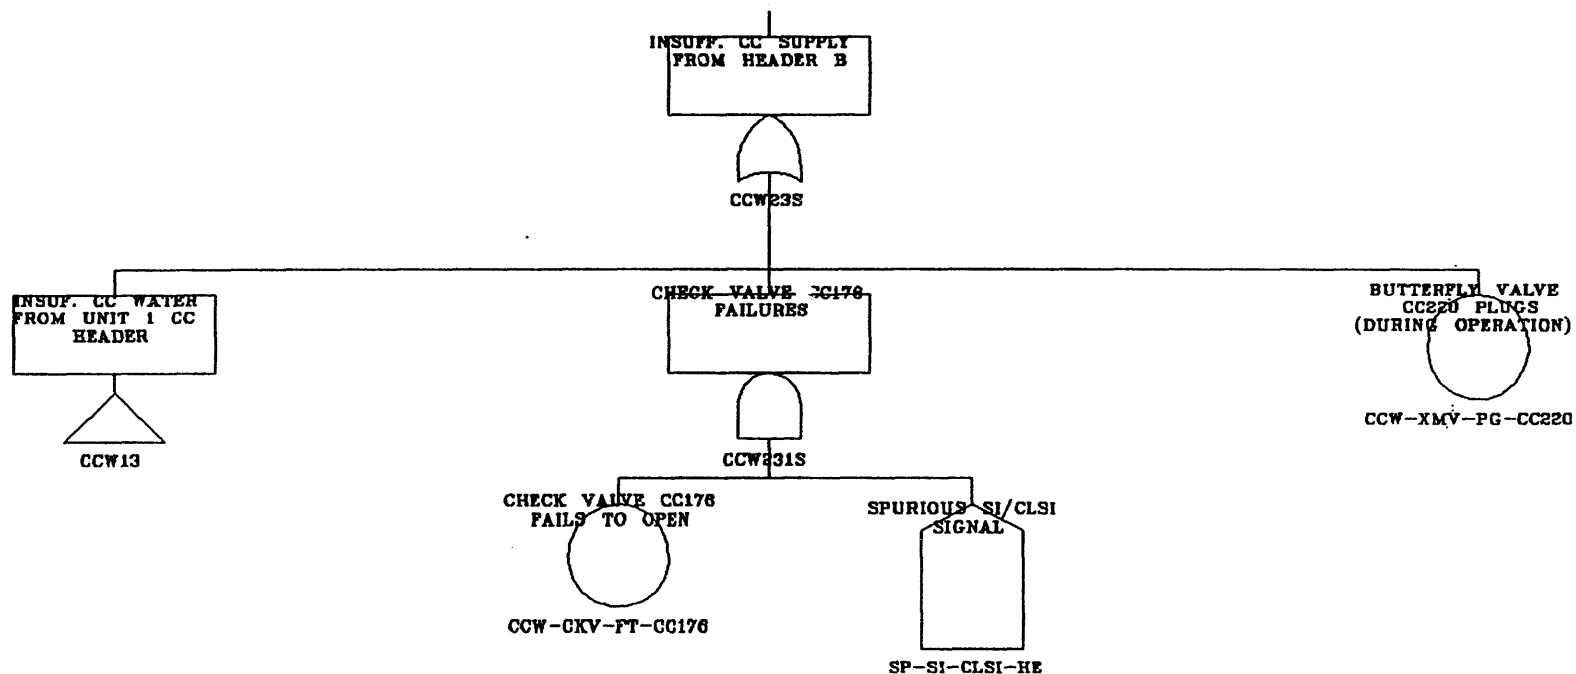 INSUFF. CC SUPPLY
FROM HEADER B
CCW23S
INSUF. CC WATER
FROM UNIT 1 CC
HEADER
CCW13
CHECK VALVE CC176
FAILURES
CCW231S
BUTTERFLY VALVE
CC220 PLUGS
(DURING OPERATION)
CCW-XMV-PG-CC220
CHECK VALVE CC176
FAILS TO OPEN
CCW-CKV-FT-CC176
SPURIOUS SI/CLSI
SIGNAL
SP-SI-CLSI-HE